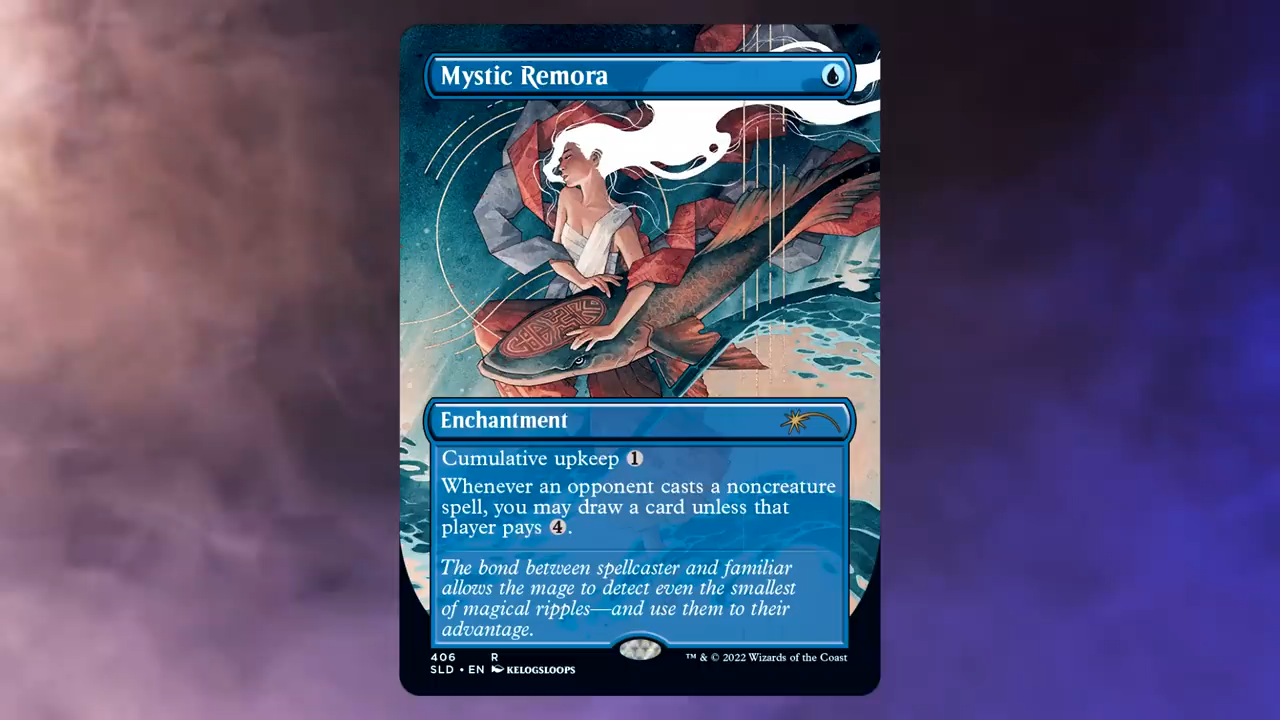 Mystic Remora
Enchantment
Cumulative upkeep 1
Whenever an opponent casts a noncreature
spell, you may draw a card unless that
player pays 4.
The bond between spellcaster and familiar
allows the mage to detect even the smallest
of magical ripples—and use them to their
advantage.
406 R
SLD • EN KELOGSLOOPS
™ & © 2022 Wizards of the Coast